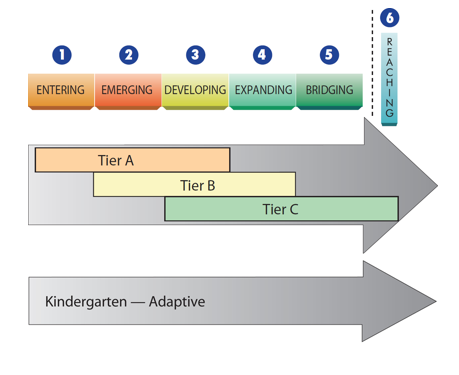 1 2 3 4 5 6
ENTERING EMERGING DEVELOPING EXPANDING BRIDGING REACHING
Tier A
Tier B
Tier C
Kindergarten — Adaptive